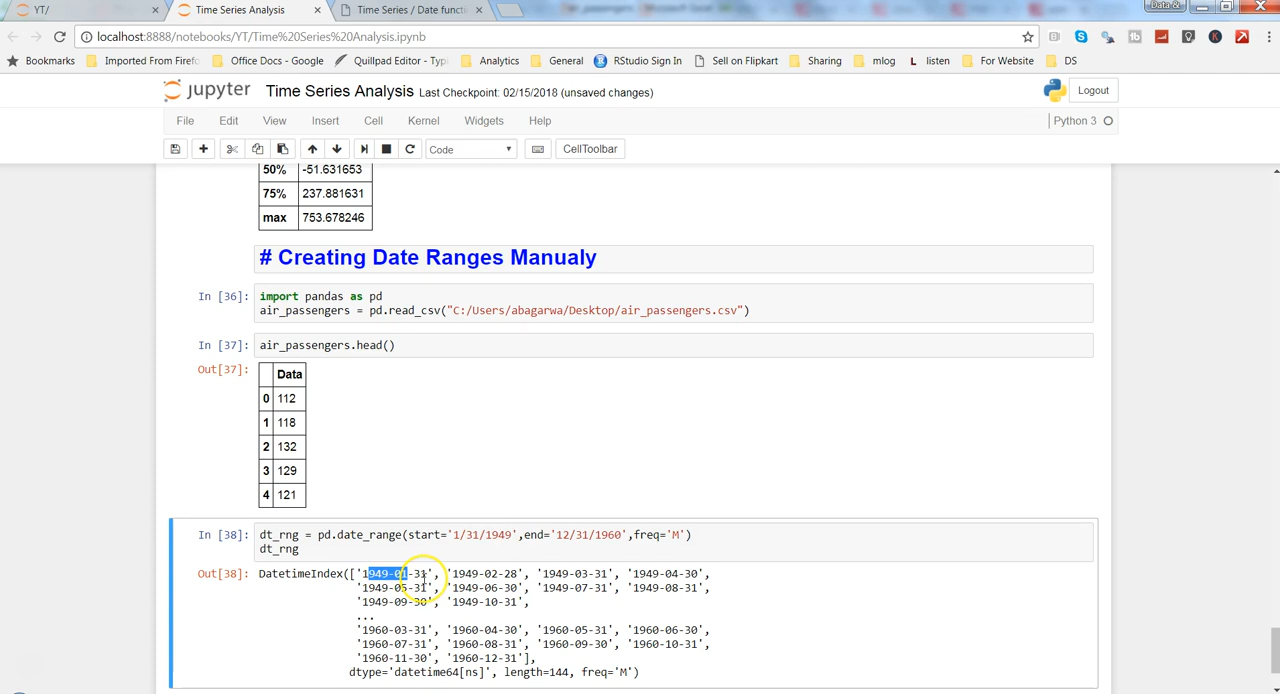 YT/
Time Series Analysis
Time Series / Date functi
Data &
localhost:8888/notebooks/YT/Time%20Series%20Analysis.ipynb
Bookmarks
Imported From Firefo
Office Docs - Google
Quillpad Editor - Typ
Analytics
General
RStudio Sign In
Sell on Flipkart
Sharing
mlog
L listen
For Website
DS
jupyter Time Series Analysis Last Checkpoint: 02/15/2018 (unsaved changes)
Logout
File Edit View Insert Cell Kernel Widgets Help
Python 3
Code
CellToolbar
50% -51.631653
75% 237.881631
max 753.678246
# Creating Date Ranges Manualy
In [36]: import pandas as pd
air_passengers = pd.read_csv("C:/Users/abagarwa/Desktop/air_passengers.csv")
In [37]: air_passengers.head()
Out[37]: Data
0 112
1 118
2 132
3 129
4 121
In [38]: dt_rng = pd.date_range(start='1/31/1949',end='12/31/1960',freq='M')
dt_rng
Out[38]: DatetimeIndex(['1949-01-31', '1949-02-28', '1949-03-31', '1949-04-30',
'1949-05-31', '1949-06-30', '1949-07-31', '1949-08-31',
'1949-09-30', '1949-10-31',
...
'1960-03-31', '1960-04-30', '1960-05-31', '1960-06-30',
'1960-07-31', '1960-08-31', '1960-09-30', '1960-10-31',
'1960-11-30', '1960-12-31'],
dtype='datetime64[ns]', length=144, freq='M')